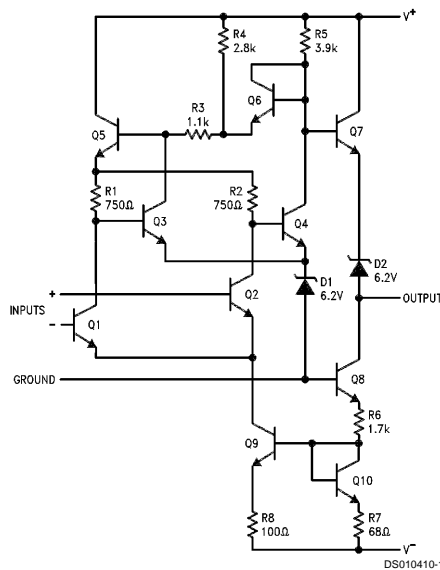 V+
R4
2.8k
R5
3.9k
R3
1.1k
Q6
Q5
Q7
R1
750Ω
Q3
R2
750Ω
Q4
D1
6.2V
D2
6.2V
+
Q2
OUTPUT
INPUTS
−
Q1
GROUND
Q8
R6
1.7k
Q9
Q10
R8
100Ω
R7
68Ω
V−